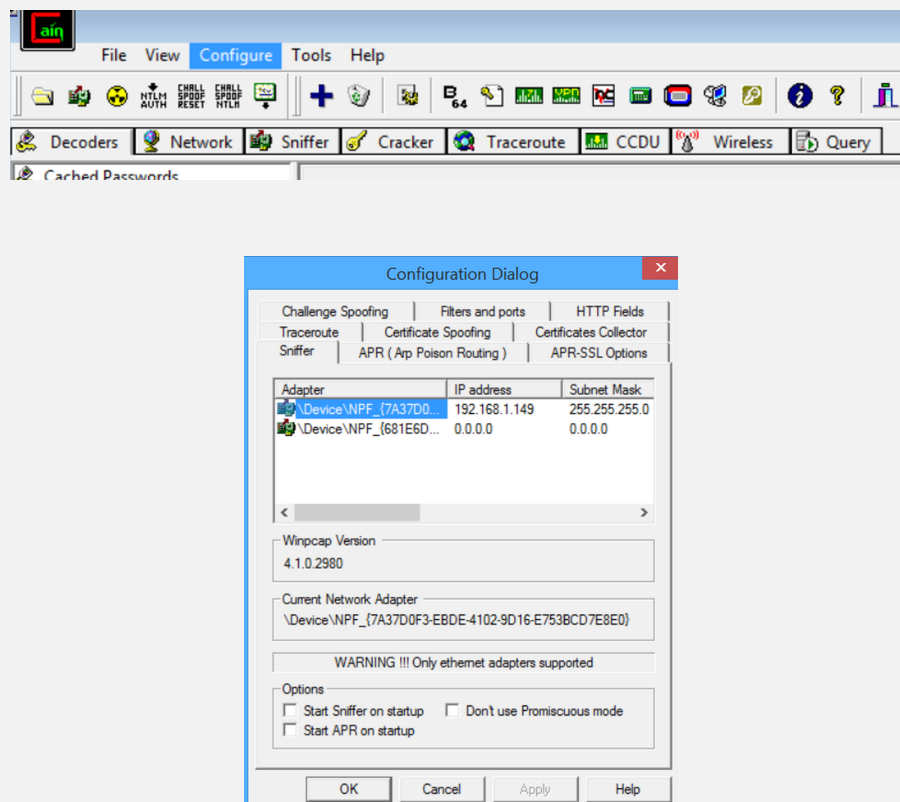 Cain
File View Configure Tools Help
NTLM AUTH CHALL SPOOF RESET CHALL SPOOF NTLM B64
Decoders Network Sniffer Cracker Traceroute CCDU Wireless Query
Cached Passwords
Configuration Dialog
Challenge Spoofing Filters and ports HTTP Fields
Traceroute Certificate Spoofing Certificates Collector
Sniffer APR ( Arp Poison Routing ) APR-SSL Options
Adapter IP address Subnet Mask
\Device\NPF_{7A37D0... 192.168.1.149 255.255.255.0
\Device\NPF_{681E6D... 0.0.0.0 0.0.0.0
Winpcap Version
4.1.0.2980
Current Network Adapter
\Device\NPF_{7A37D0F3-EBDE-4102-9D16-E753BCD7E8E0}
WARNING !!! Only ethernet adapters supported
Options
Start Sniffer on startup Don't use Promiscuous mode
Start APR on startup
OK Cancel Apply Help